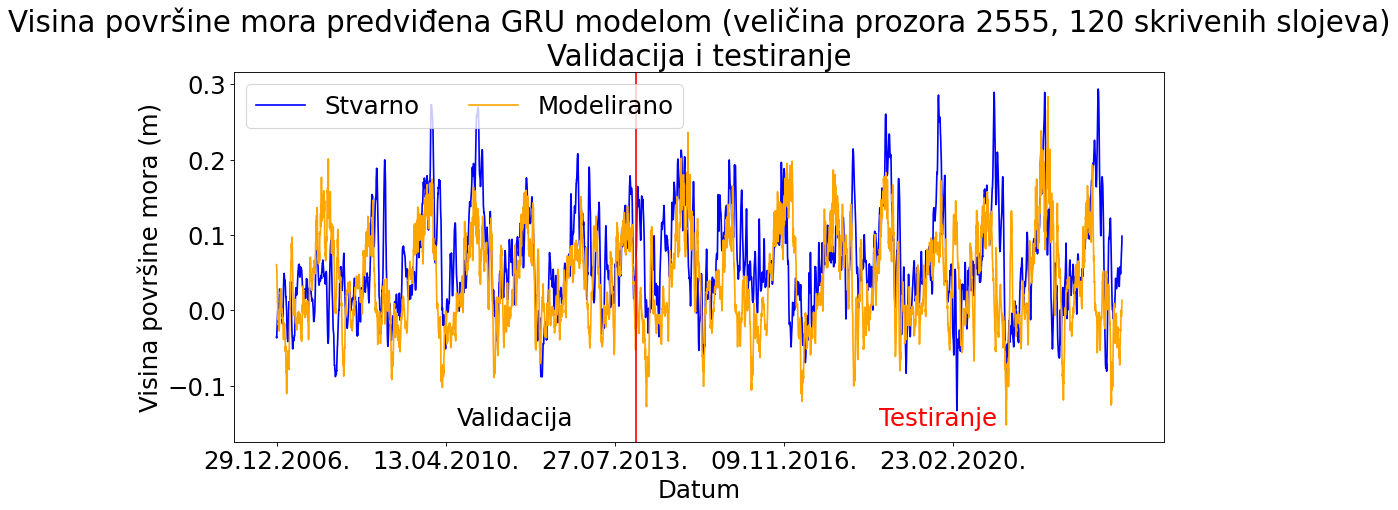 Visina površine mora predviđena GRU modelom (veličina prozora 2555, 120 skrivenih slojeva)
Validacija i testiranje
Stvarno Modelirano
Visina površine mora (m)
0.3
0.2
0.1
0.0
−0.1
Validacija Testiranje
29.12.2006. 13.04.2010. 27.07.2013. 09.11.2016. 23.02.2020.
Datum